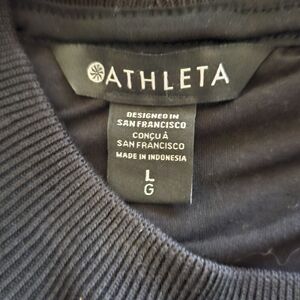 ATHLETA
DESIGNED IN
SAN FRANCISCO
CONÇU À
SAN FRANCISCO
MADE IN INDONESIA
L
G